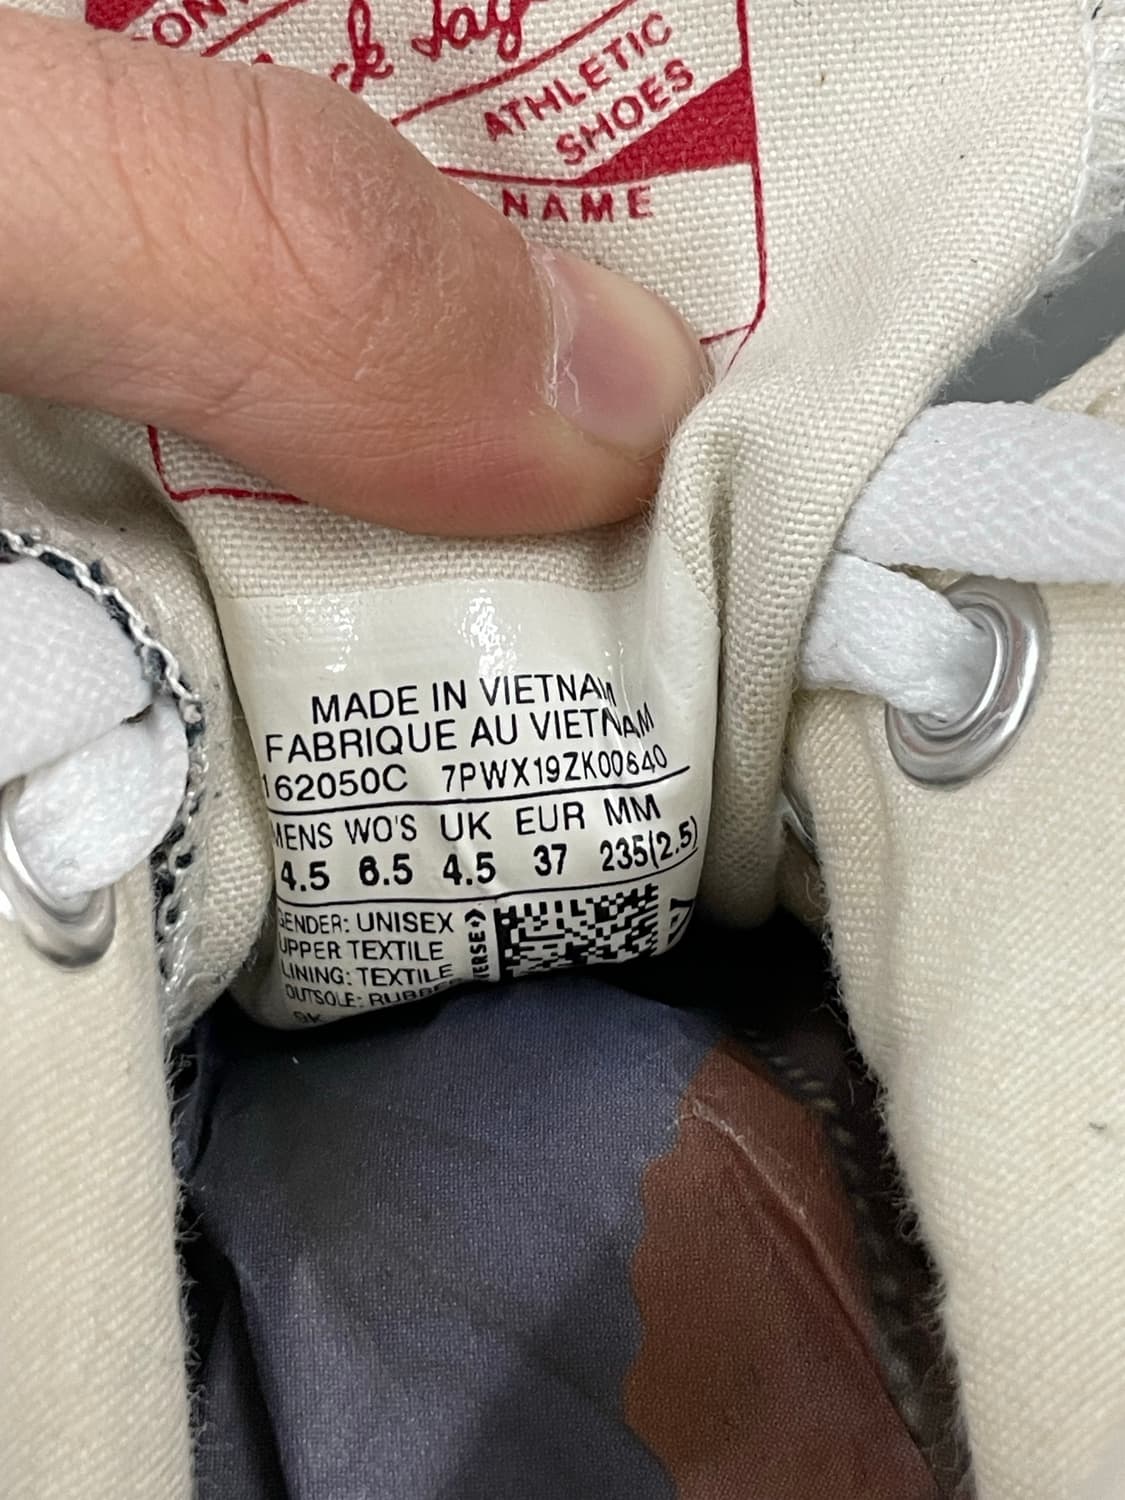 ATHLETIC
SHOES
NAME
MADE IN VIETNAM
FABRIQUE AU VIETNAM
162050C 7PWX19ZK00640
MENS WO'S UK EUR MM
4.5 6.5 4.5 37 235(2.5)
GENDER: UNISEX
UPPER TEXTILE
LINING: TEXTILE
OUTSOLE: RUBBER
9K